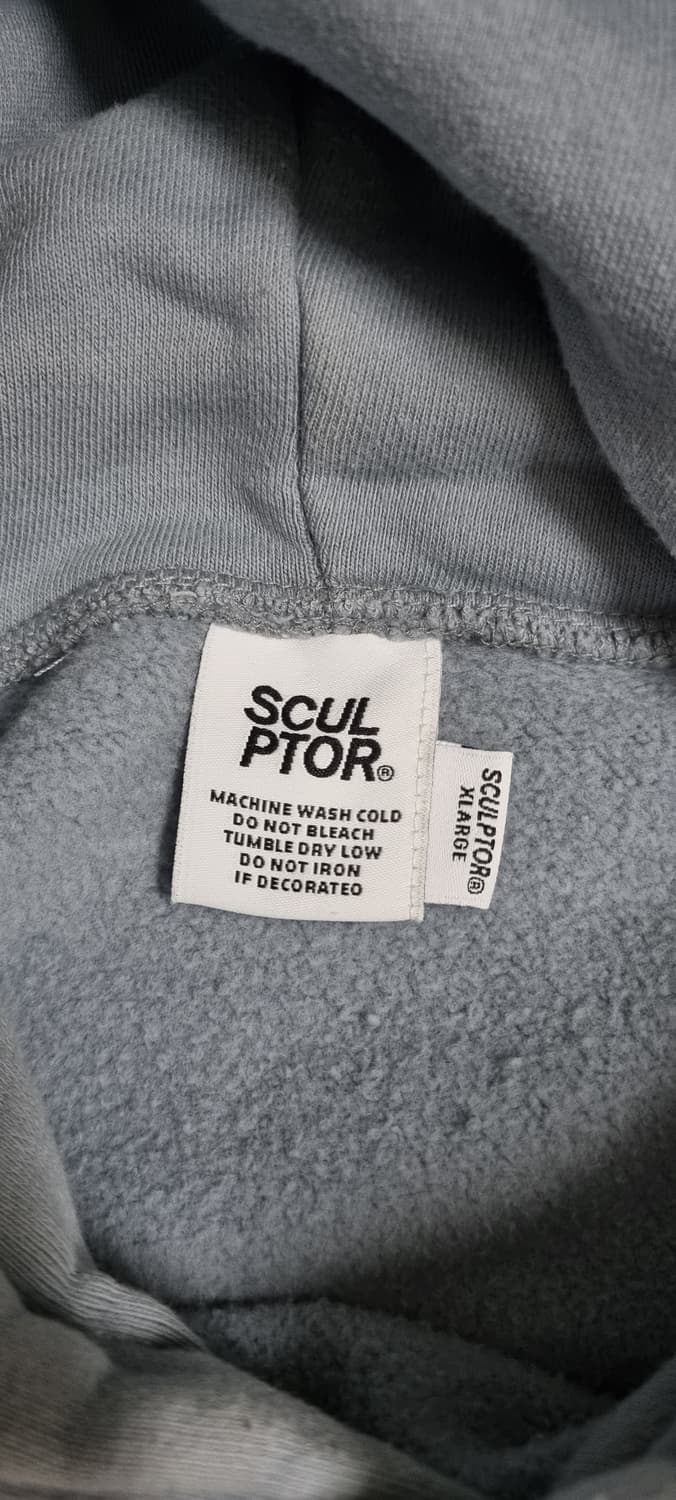 SCUL
PTOR®
MACHINE WASH COLD
DO NOT BLEACH
TUMBLE DRY LOW
DO NOT IRON
IF DECORATED
SCULPTOR®
XLARGE